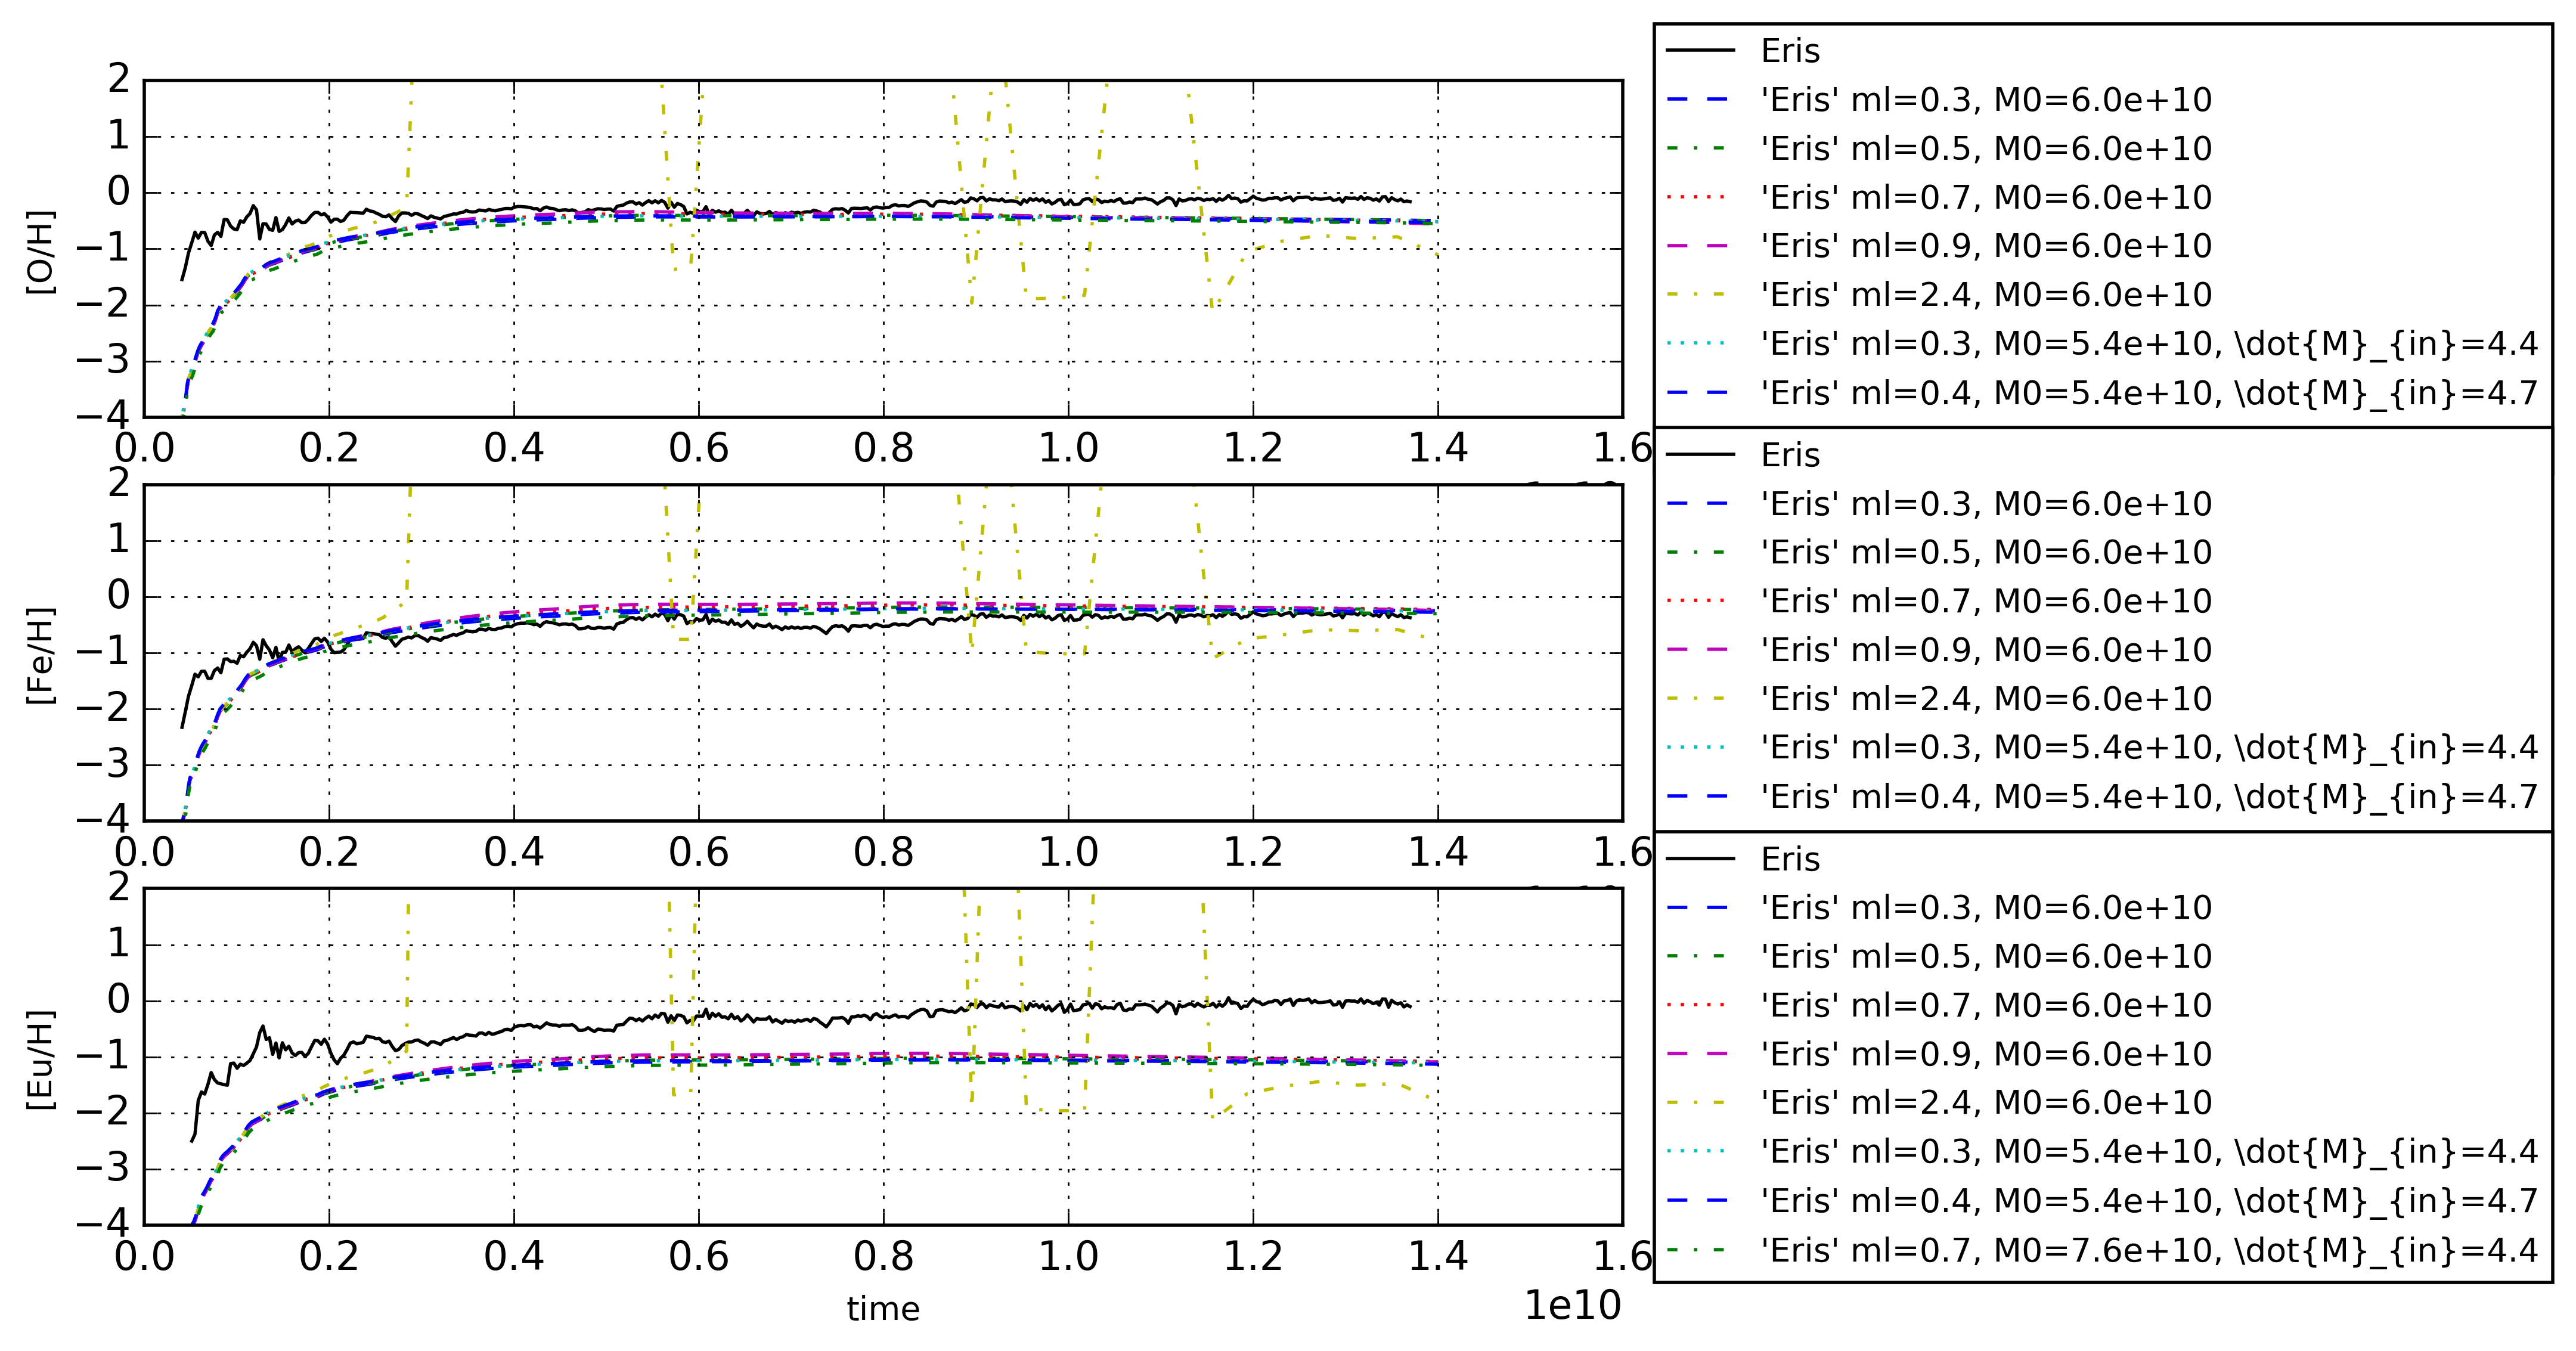 [O/H]
2
1
0
−1
−2
−3
−4
0.0 0.2 0.4 0.6 0.8 1.0 1.2 1.4 1.6
Eris
'Eris' ml=0.3, M0=6.0e+10
'Eris' ml=0.5, M0=6.0e+10
'Eris' ml=0.7, M0=6.0e+10
'Eris' ml=0.9, M0=6.0e+10
'Eris' ml=2.4, M0=6.0e+10
'Eris' ml=0.3, M0=5.4e+10, \dot{M}_{in}=4.4
'Eris' ml=0.4, M0=5.4e+10, \dot{M}_{in}=4.7
[Fe/H]
2
1
0
−1
−2
−3
−4
0.0 0.2 0.4 0.6 0.8 1.0 1.2 1.4 1.6
Eris
'Eris' ml=0.3, M0=6.0e+10
'Eris' ml=0.5, M0=6.0e+10
'Eris' ml=0.7, M0=6.0e+10
'Eris' ml=0.9, M0=6.0e+10
'Eris' ml=2.4, M0=6.0e+10
'Eris' ml=0.3, M0=5.4e+10, \dot{M}_{in}=4.4
'Eris' ml=0.4, M0=5.4e+10, \dot{M}_{in}=4.7
[Eu/H]
2
1
0
−1
−2
−3
−4
0.0 0.2 0.4 0.6 0.8 1.0 1.2 1.4 1.6
time
1e10
Eris
'Eris' ml=0.3, M0=6.0e+10
'Eris' ml=0.5, M0=6.0e+10
'Eris' ml=0.7, M0=6.0e+10
'Eris' ml=0.9, M0=6.0e+10
'Eris' ml=2.4, M0=6.0e+10
'Eris' ml=0.3, M0=5.4e+10, \dot{M}_{in}=4.4
'Eris' ml=0.4, M0=5.4e+10, \dot{M}_{in}=4.7
'Eris' ml=0.7, M0=7.6e+10, \dot{M}_{in}=4.4